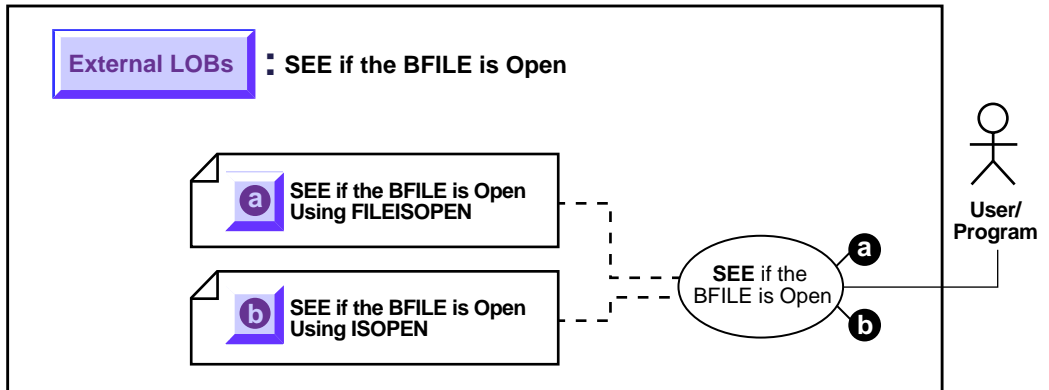 External LOBs : SEE if the BFILE is Open
a
SEE if the BFILE is Open
Using FILEISOPEN
b
SEE if the BFILE is Open
Using ISOPEN
SEE if the
BFILE is Open
a
b
User/
Program